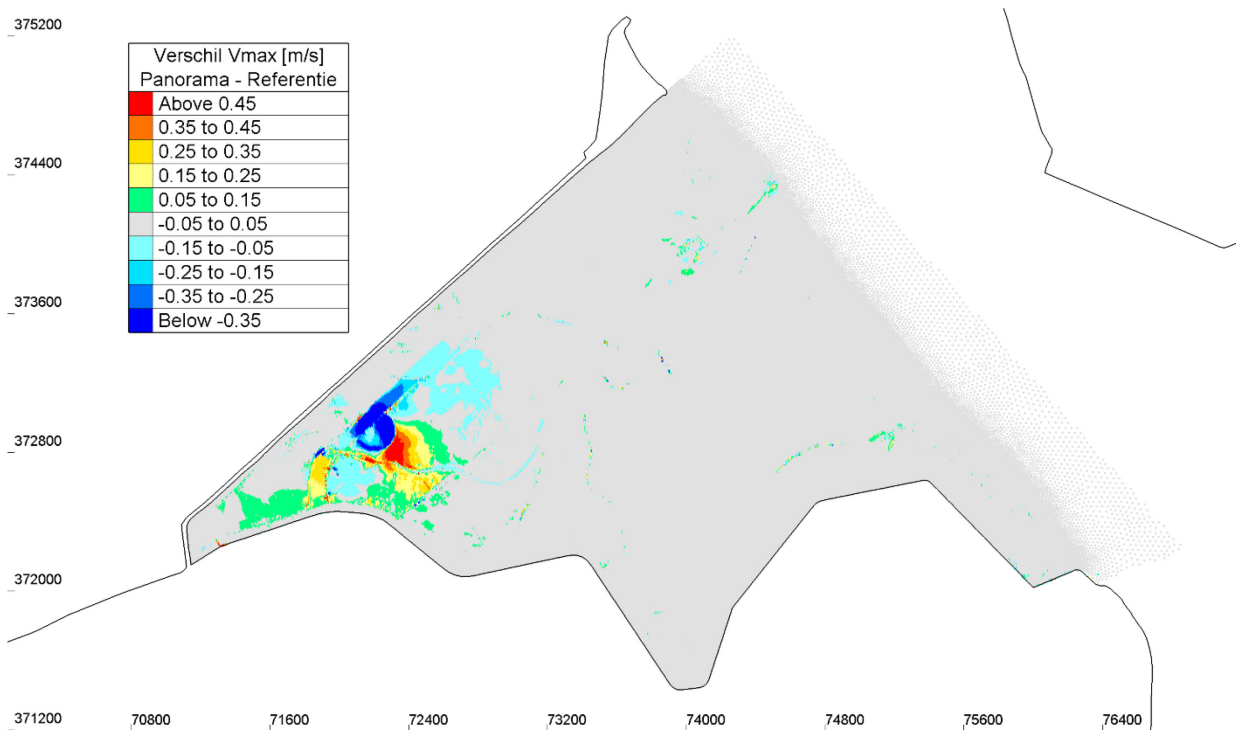 375200
Verschil Vmax [m/s]
Panorama - Referentie
Above 0.45
0.35 to 0.45
0.25 to 0.35
0.15 to 0.25
0.05 to 0.15
-0.05 to 0.05
-0.15 to -0.05
-0.25 to -0.15
-0.35 to -0.25
Below -0.35
374400
373600
372800
372000
371200
70800 71600 72400 73200 74000 74800 75600 76400